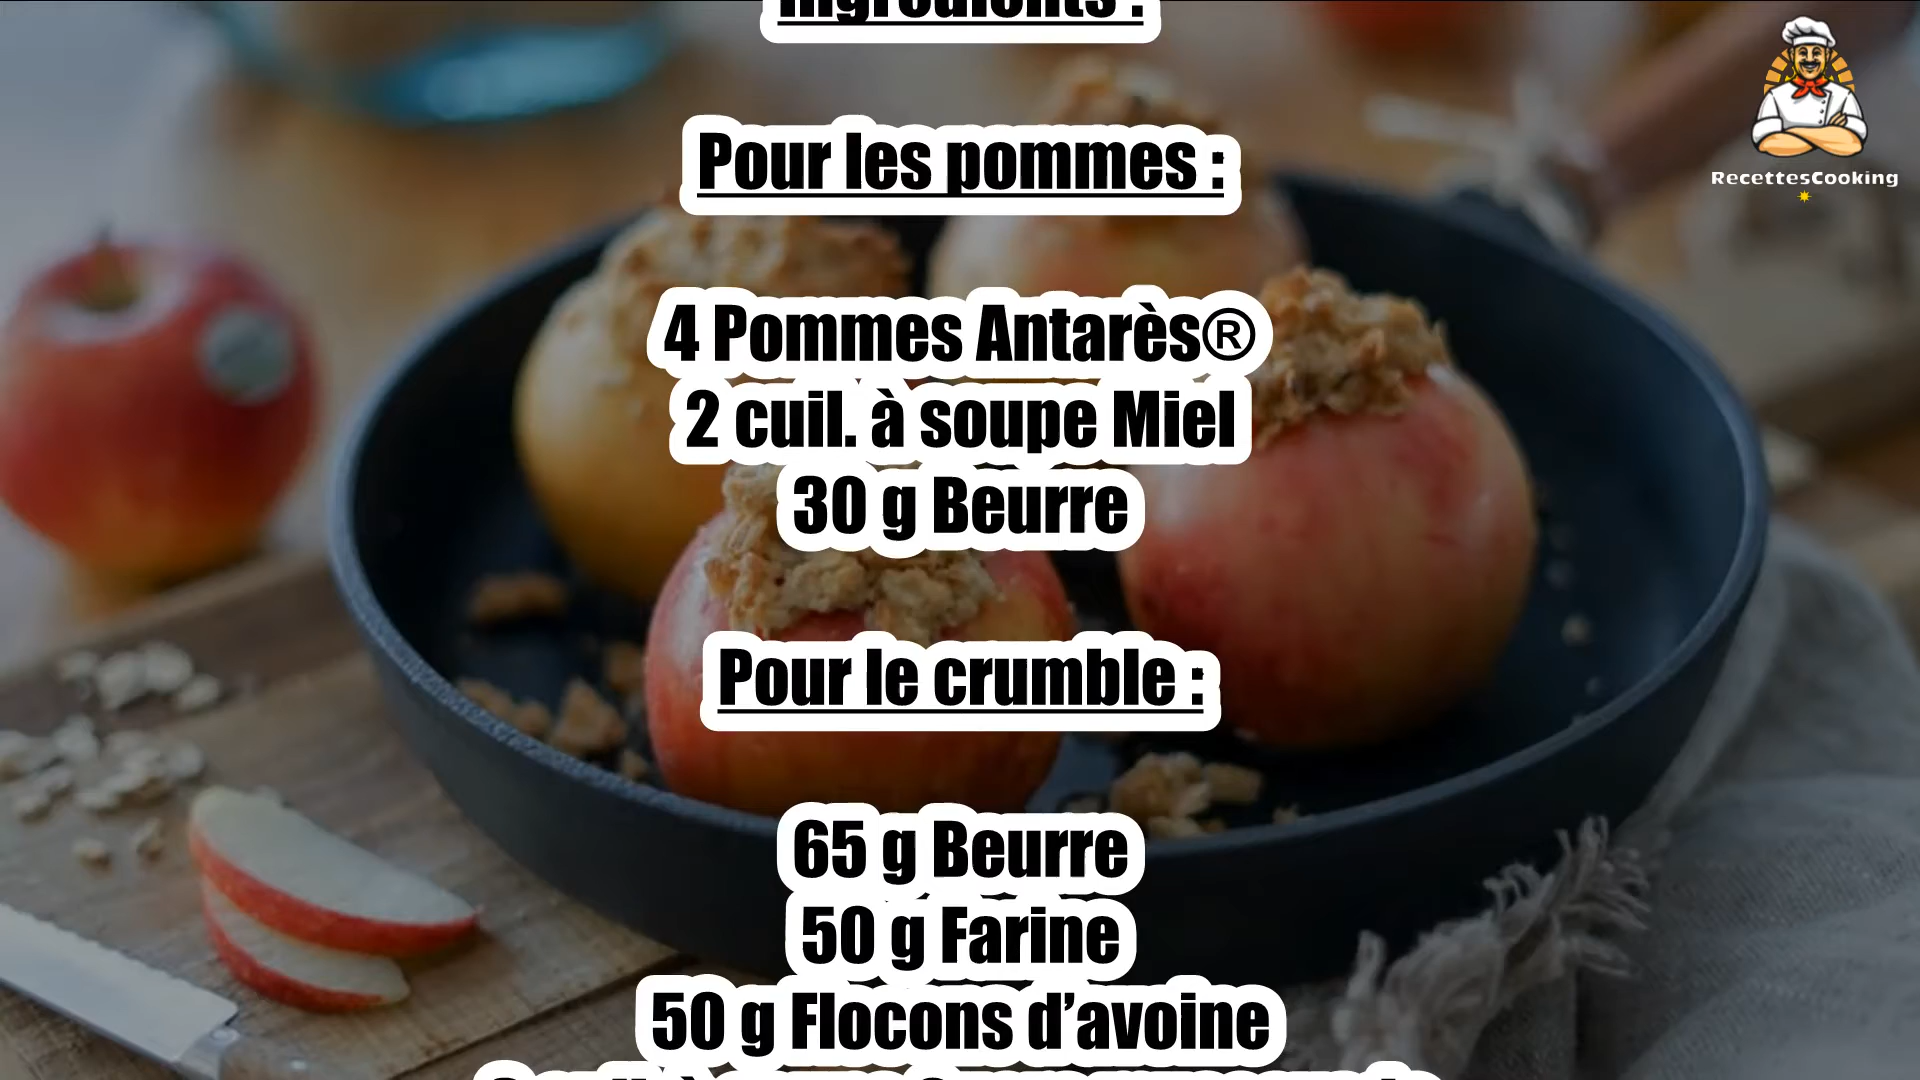 Ingrédients :
RecettesCooking
Pour les pommes :
4 Pommes Antarès®
2 cuil. à soupe Miel
30 g Beurre
Pour le crumble :
65 g Beurre
50 g Farine
50 g Flocons d’avoine